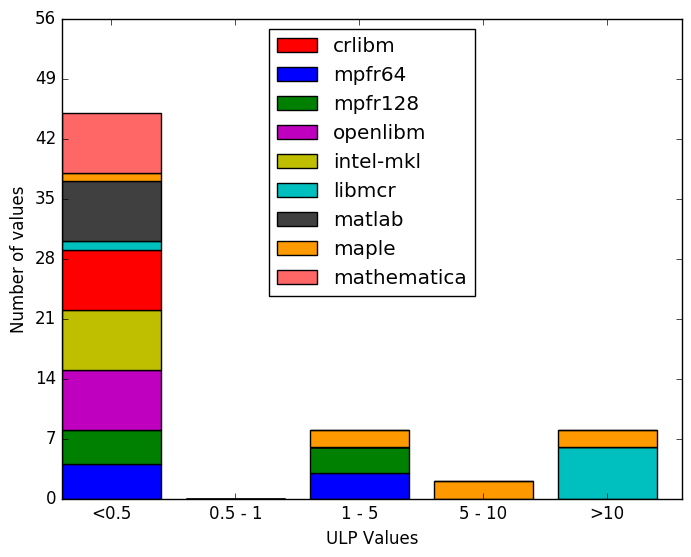 56
49
42
35
28
21
14
7
0
Number of values
crlibm
mpfr64
mpfr128
openlibm
intel-mkl
libmcr
matlab
maple
mathematica
<0.5
0.5 - 1
1 - 5
5 - 10
>10
ULP Values